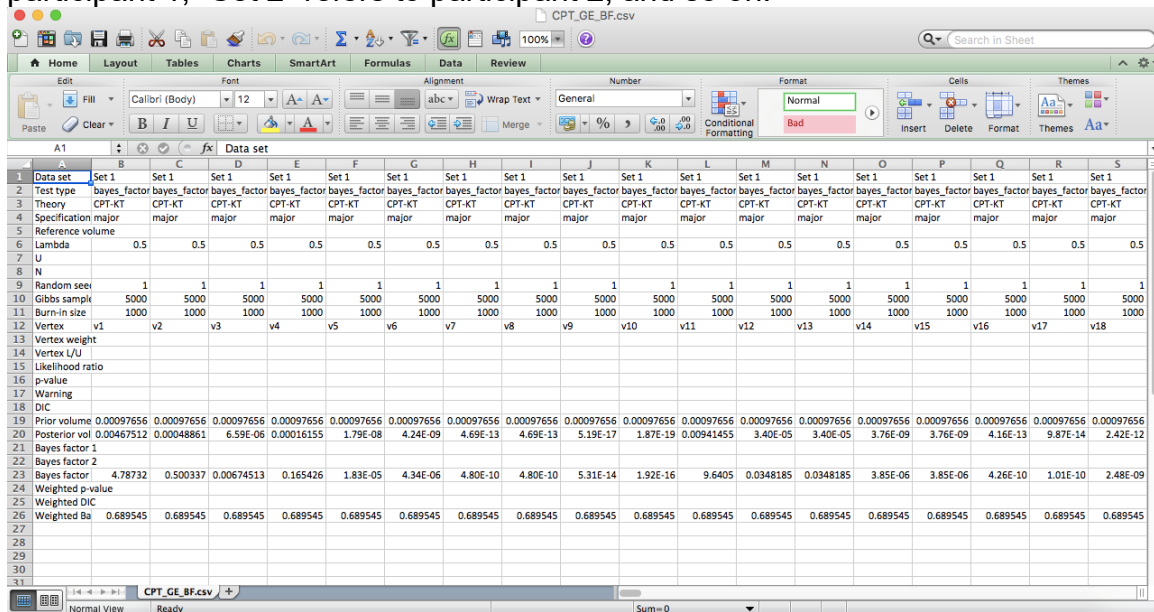 CPT_GE_BF.csv
100%
Search in Sheet
Home Layout Tables Charts SmartArt Formulas Data Review
Edit Font Alignment Number Format Cells Themes
Fill Calibri (Body) 12 A A abc Wrap Text General Normal
Paste Clear B I U A Merge % Conditional Formatting Bad Insert Delete Format Themes Aa
A1 fx Data set
A B C D E F G H I J K L M N O P Q R S
1 Data set Set 1 Set 1 Set 1 Set 1 Set 1 Set 1 Set 1 Set 1 Set 1 Set 1 Set 1 Set 1 Set 1 Set 1 Set 1 Set 1 Set 1 Set 1
2 Test type bayes_factor bayes_factor bayes_factor bayes_factor bayes_factor bayes_factor bayes_factor bayes_factor bayes_factor bayes_factor bayes_factor bayes_factor bayes_factor bayes_factor bayes_factor bayes_factor bayes_factor bayes_factor
3 Theory CPT-KT CPT-KT CPT-KT CPT-KT CPT-KT CPT-KT CPT-KT CPT-KT CPT-KT CPT-KT CPT-KT CPT-KT CPT-KT CPT-KT CPT-KT CPT-KT CPT-KT CPT-KT
4 Specification major major major major major major major major major major major major major major major major major major
5 Reference volume
6 Lambda 0.5 0.5 0.5 0.5 0.5 0.5 0.5 0.5 0.5 0.5 0.5 0.5 0.5 0.5 0.5 0.5 0.5 0.5
7 U
8 N
9 Random see 1 1 1 1 1 1 1 1 1 1 1 1 1 1 1 1 1 1
10 Gibbs sample 5000 5000 5000 5000 5000 5000 5000 5000 5000 5000 5000 5000 5000 5000 5000 5000 5000 5000
11 Burn-in size 1000 1000 1000 1000 1000 1000 1000 1000 1000 1000 1000 1000 1000 1000 1000 1000 1000 1000
12 Vertex v1 v2 v3 v4 v5 v6 v7 v8 v9 v10 v11 v12 v13 v14 v15 v16 v17 v18
13 Vertex weight
14 Vertex L/U
15 Likelihood ratio
16 p-value
17 Warning
18 DIC
19 Prior volume 0.00097656 0.00097656 0.00097656 0.00097656 0.00097656 0.00097656 0.00097656 0.00097656 0.00097656 0.00097656 0.00097656 0.00097656 0.00097656 0.00097656 0.00097656 0.00097656 0.00097656 0.00097656
20 Posterior vol 0.00467512 0.00048861 6.59E-06 0.00016155 1.79E-08 4.24E-09 4.69E-13 4.69E-13 5.19E-17 1.87E-19 0.00941455 3.40E-05 3.40E-05 3.76E-09 3.76E-09 4.16E-13 9.87E-14 2.42E-12
21 Bayes factor 1
22 Bayes factor 2
23 Bayes factor 4.78732 0.500337 0.00674513 0.165426 1.83E-05 4.34E-06 4.80E-10 4.80E-10 5.31E-14 1.92E-16 9.6405 0.0348185 0.0348185 3.85E-06 3.85E-06 4.26E-10 1.01E-10 2.48E-09
24 Weighted p-value
25 Weighted DIC
26 Weighted Ba 0.689545 0.689545 0.689545 0.689545 0.689545 0.689545 0.689545 0.689545 0.689545 0.689545 0.689545 0.689545 0.689545 0.689545 0.689545 0.689545 0.689545 0.689545
27
28
29
30
31
CPT_GE_BF.csv +
Normal View Ready Sum=0